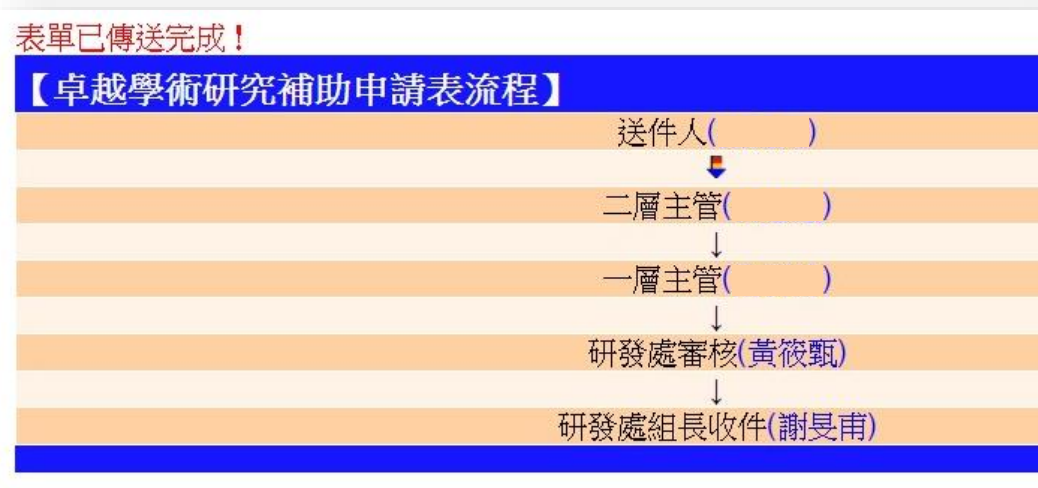 表單已傳送完成！
【卓越學術研究補助申請表流程】
送件人( )
二層主管( )
↓
一層主管( )
↓
研發處審核(黃筱甄)
↓
研發處組長收件(謝旻甫)